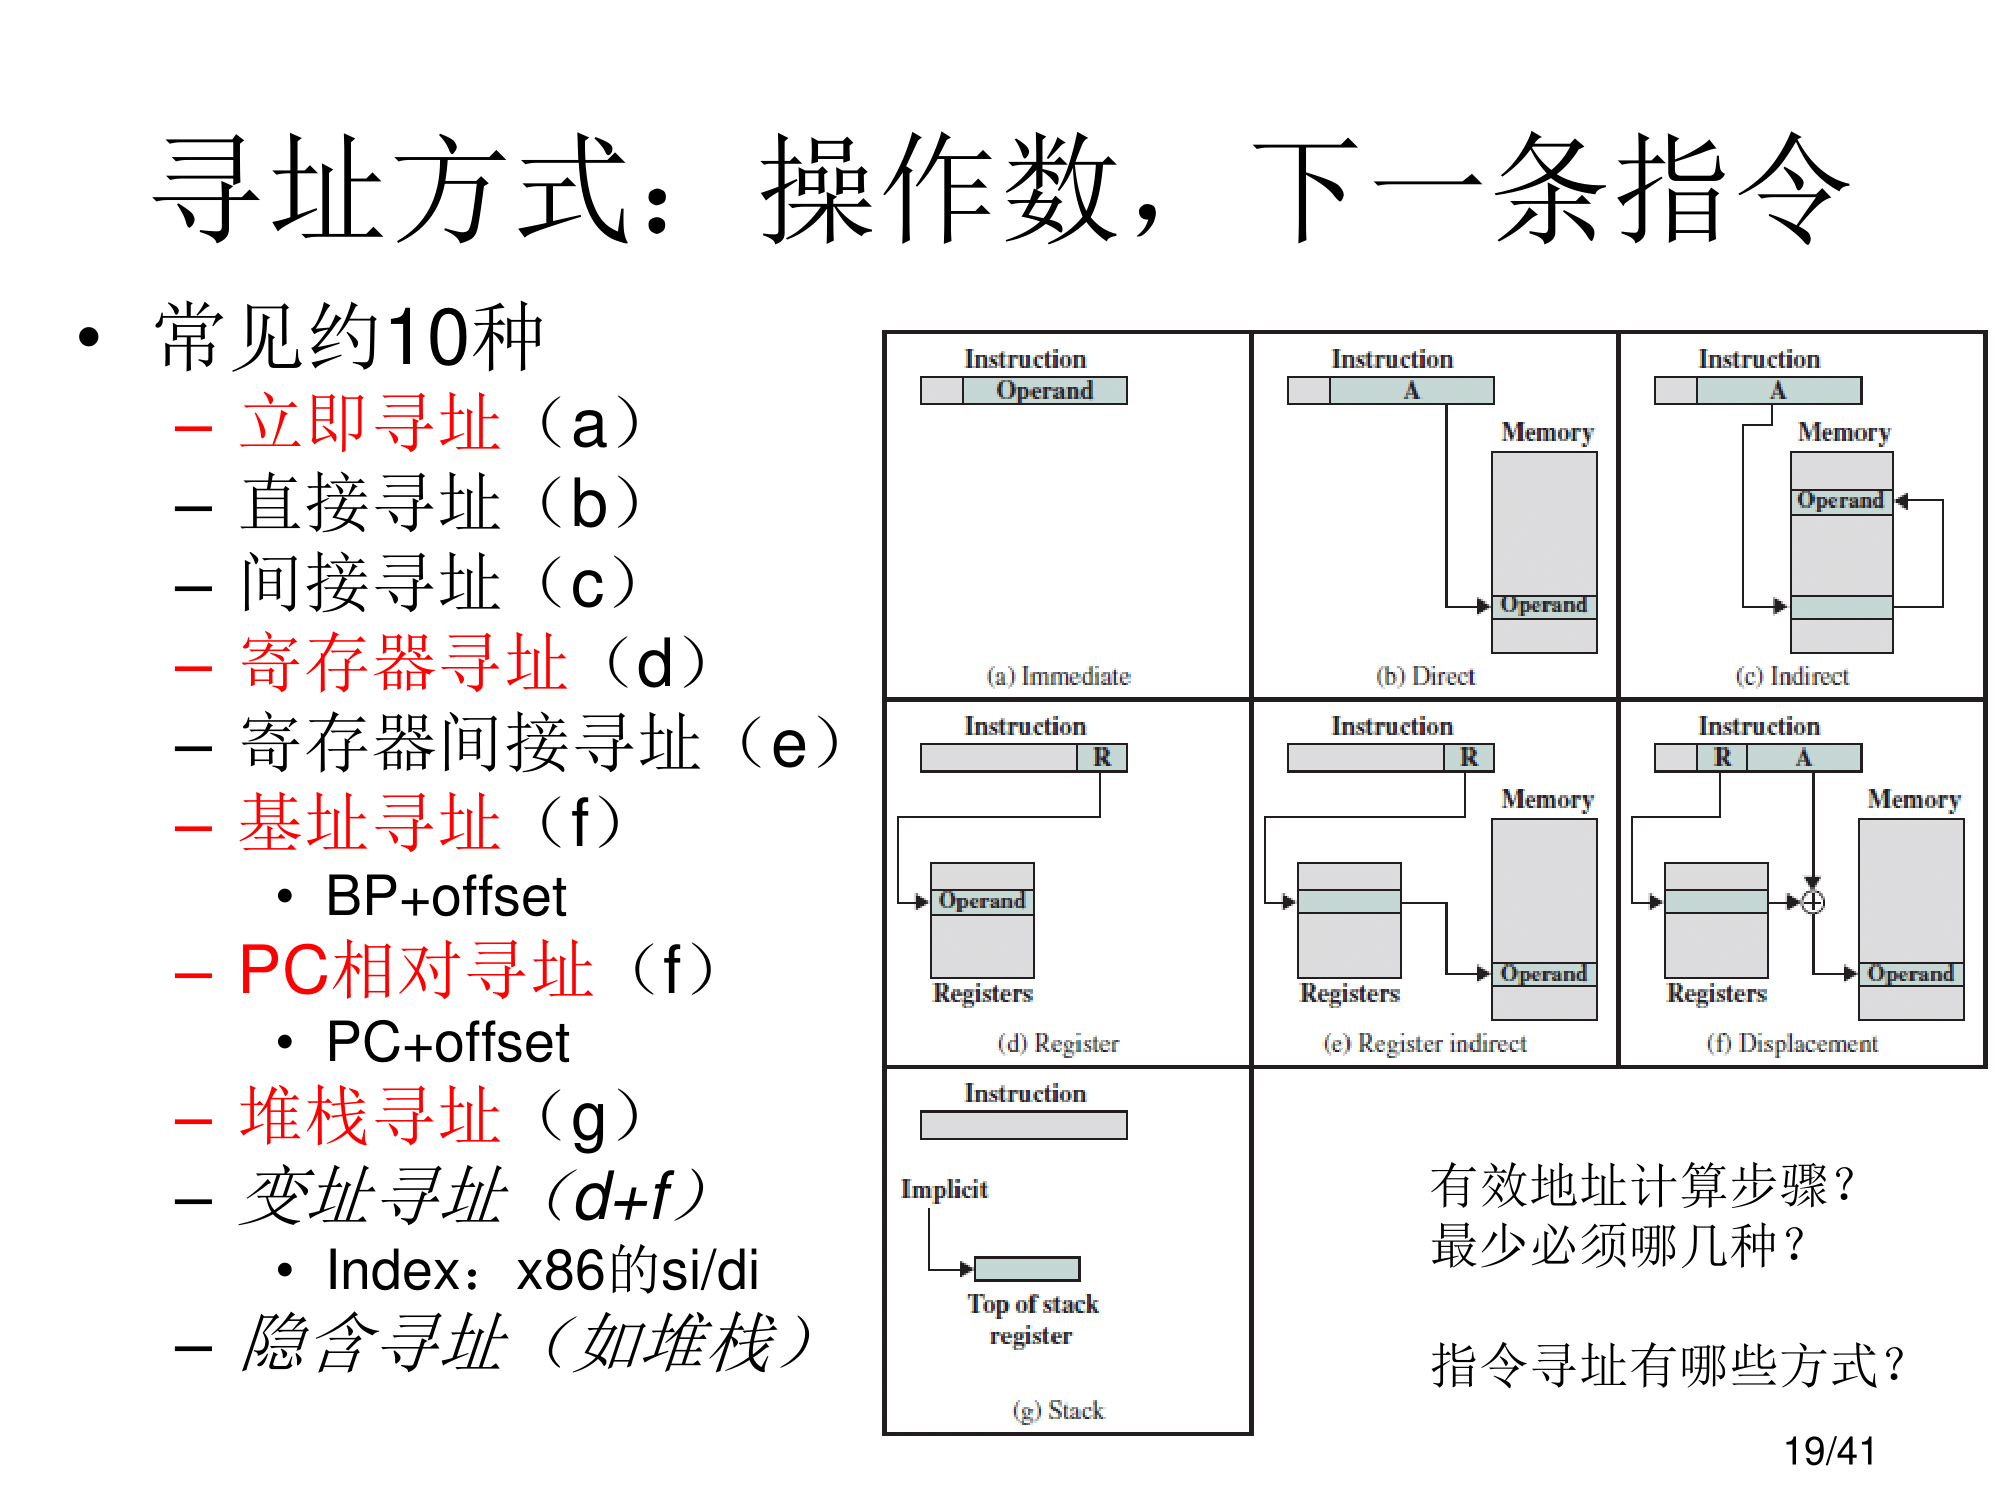 寻址方式：操作数，下一条指令
• 常见约10种
– 立即寻址（a）
– 直接寻址（b）
– 间接寻址（c）
– 寄存器寻址（d）
– 寄存器间接寻址（e）
– 基址寻址（f）
• BP+offset
– PC相对寻址（f）
• PC+offset
– 堆栈寻址（g）
– 变址寻址（d+f）
• Index：x86的si/di
– 隐含寻址（如堆栈）
Instruction
Operand
(a) Immediate
Instruction
A
Memory
Operand
(b) Direct
Instruction
A
Memory
Operand
(c) Indirect
Instruction
R
Operand
Registers
(d) Register
Instruction
R
Memory
Operand
Registers
(e) Register indirect
Instruction
R A
Memory
Operand
Registers
(f) Displacement
Instruction
Implicit
Top of stack
register
(g) Stack
有效地址计算步骤？
最少必须哪几种？
指令寻址有哪些方式？
19/41